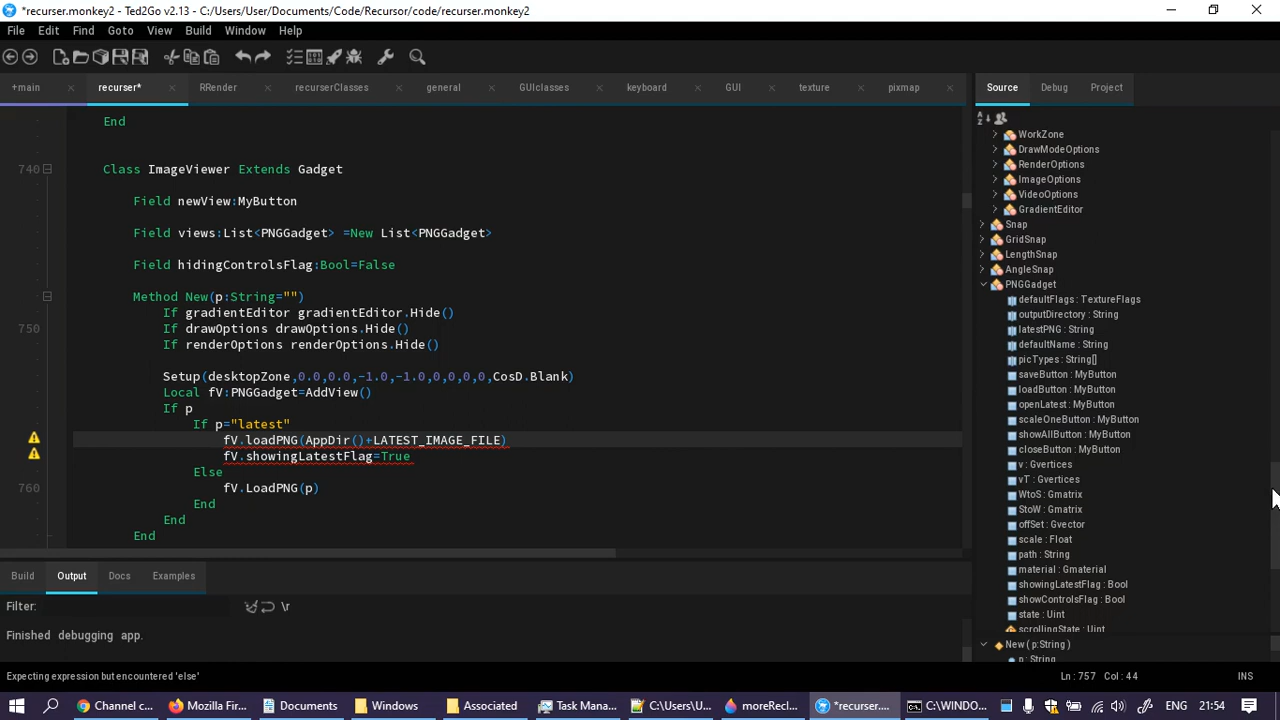 *recurser.monkey2 - Ted2Go v2.13 - C:/Users/User/Documents/Code/Recursor/code/recurser.monkey2
File Edit Find Goto View Build Window Help
+main recurser* RRender recurserClasses general GUIclasses keyboard GUI texture pixmap
End
740 Class ImageViewer Extends Gadget
Field newView:MyButton
Field views:List<PNGGadget> =New List<PNGGadget>
Field hidingControlsFlag:Bool=False
Method New(p:String="")
If gradientEditor gradientEditor.Hide()
750 If drawOptions drawOptions.Hide()
If renderOptions renderOptions.Hide()
Setup(desktopZone,0.0,0.0,-1.0,-1.0,0,0,0,0,CosD.Blank)
Local fV:PNGGadget=AddView()
If p
If p="latest"
fV.loadPNG(AppDir()+LATEST_IMAGE_FILE)
fV.showingLatestFlag=True
Else
760 fV.LoadPNG(p)
End
End
End
Source Debug Project
WorkZone
DrawModeOptions
RenderOptions
ImageOptions
VideoOptions
GradientEditor
Snap
GridSnap
LengthSnap
AngleSnap
PNGGadget
defaultFlags : TextureFlags
outputDirectory : String
latestPNG : String
defaultName : String
picTypes : String[]
saveButton : MyButton
loadButton : MyButton
openLatest : MyButton
scaleOneButton : MyButton
showAllButton : MyButton
closeButton : MyButton
v : Gvertices
vT : Gvertices
WtoS : Gmatrix
StoW : Gmatrix
offSet : Gvector
scale : Float
path : String
material : Gmaterial
showingLatestFlag : Bool
showControlsFlag : Bool
state : Uint
scrollingState : Uint
New ( p:String )
p : String
Build Output Docs Examples
Filter: \r
Finished debugging app.
Expecting expression but encountered 'else' Ln : 757 Col : 44 INS
Channel c... Mozilla Fir... Documents Windows Associated Task Mana... C:\Users\U... moreRecl... *recurser.... C:\WINDO... ENG 21:54